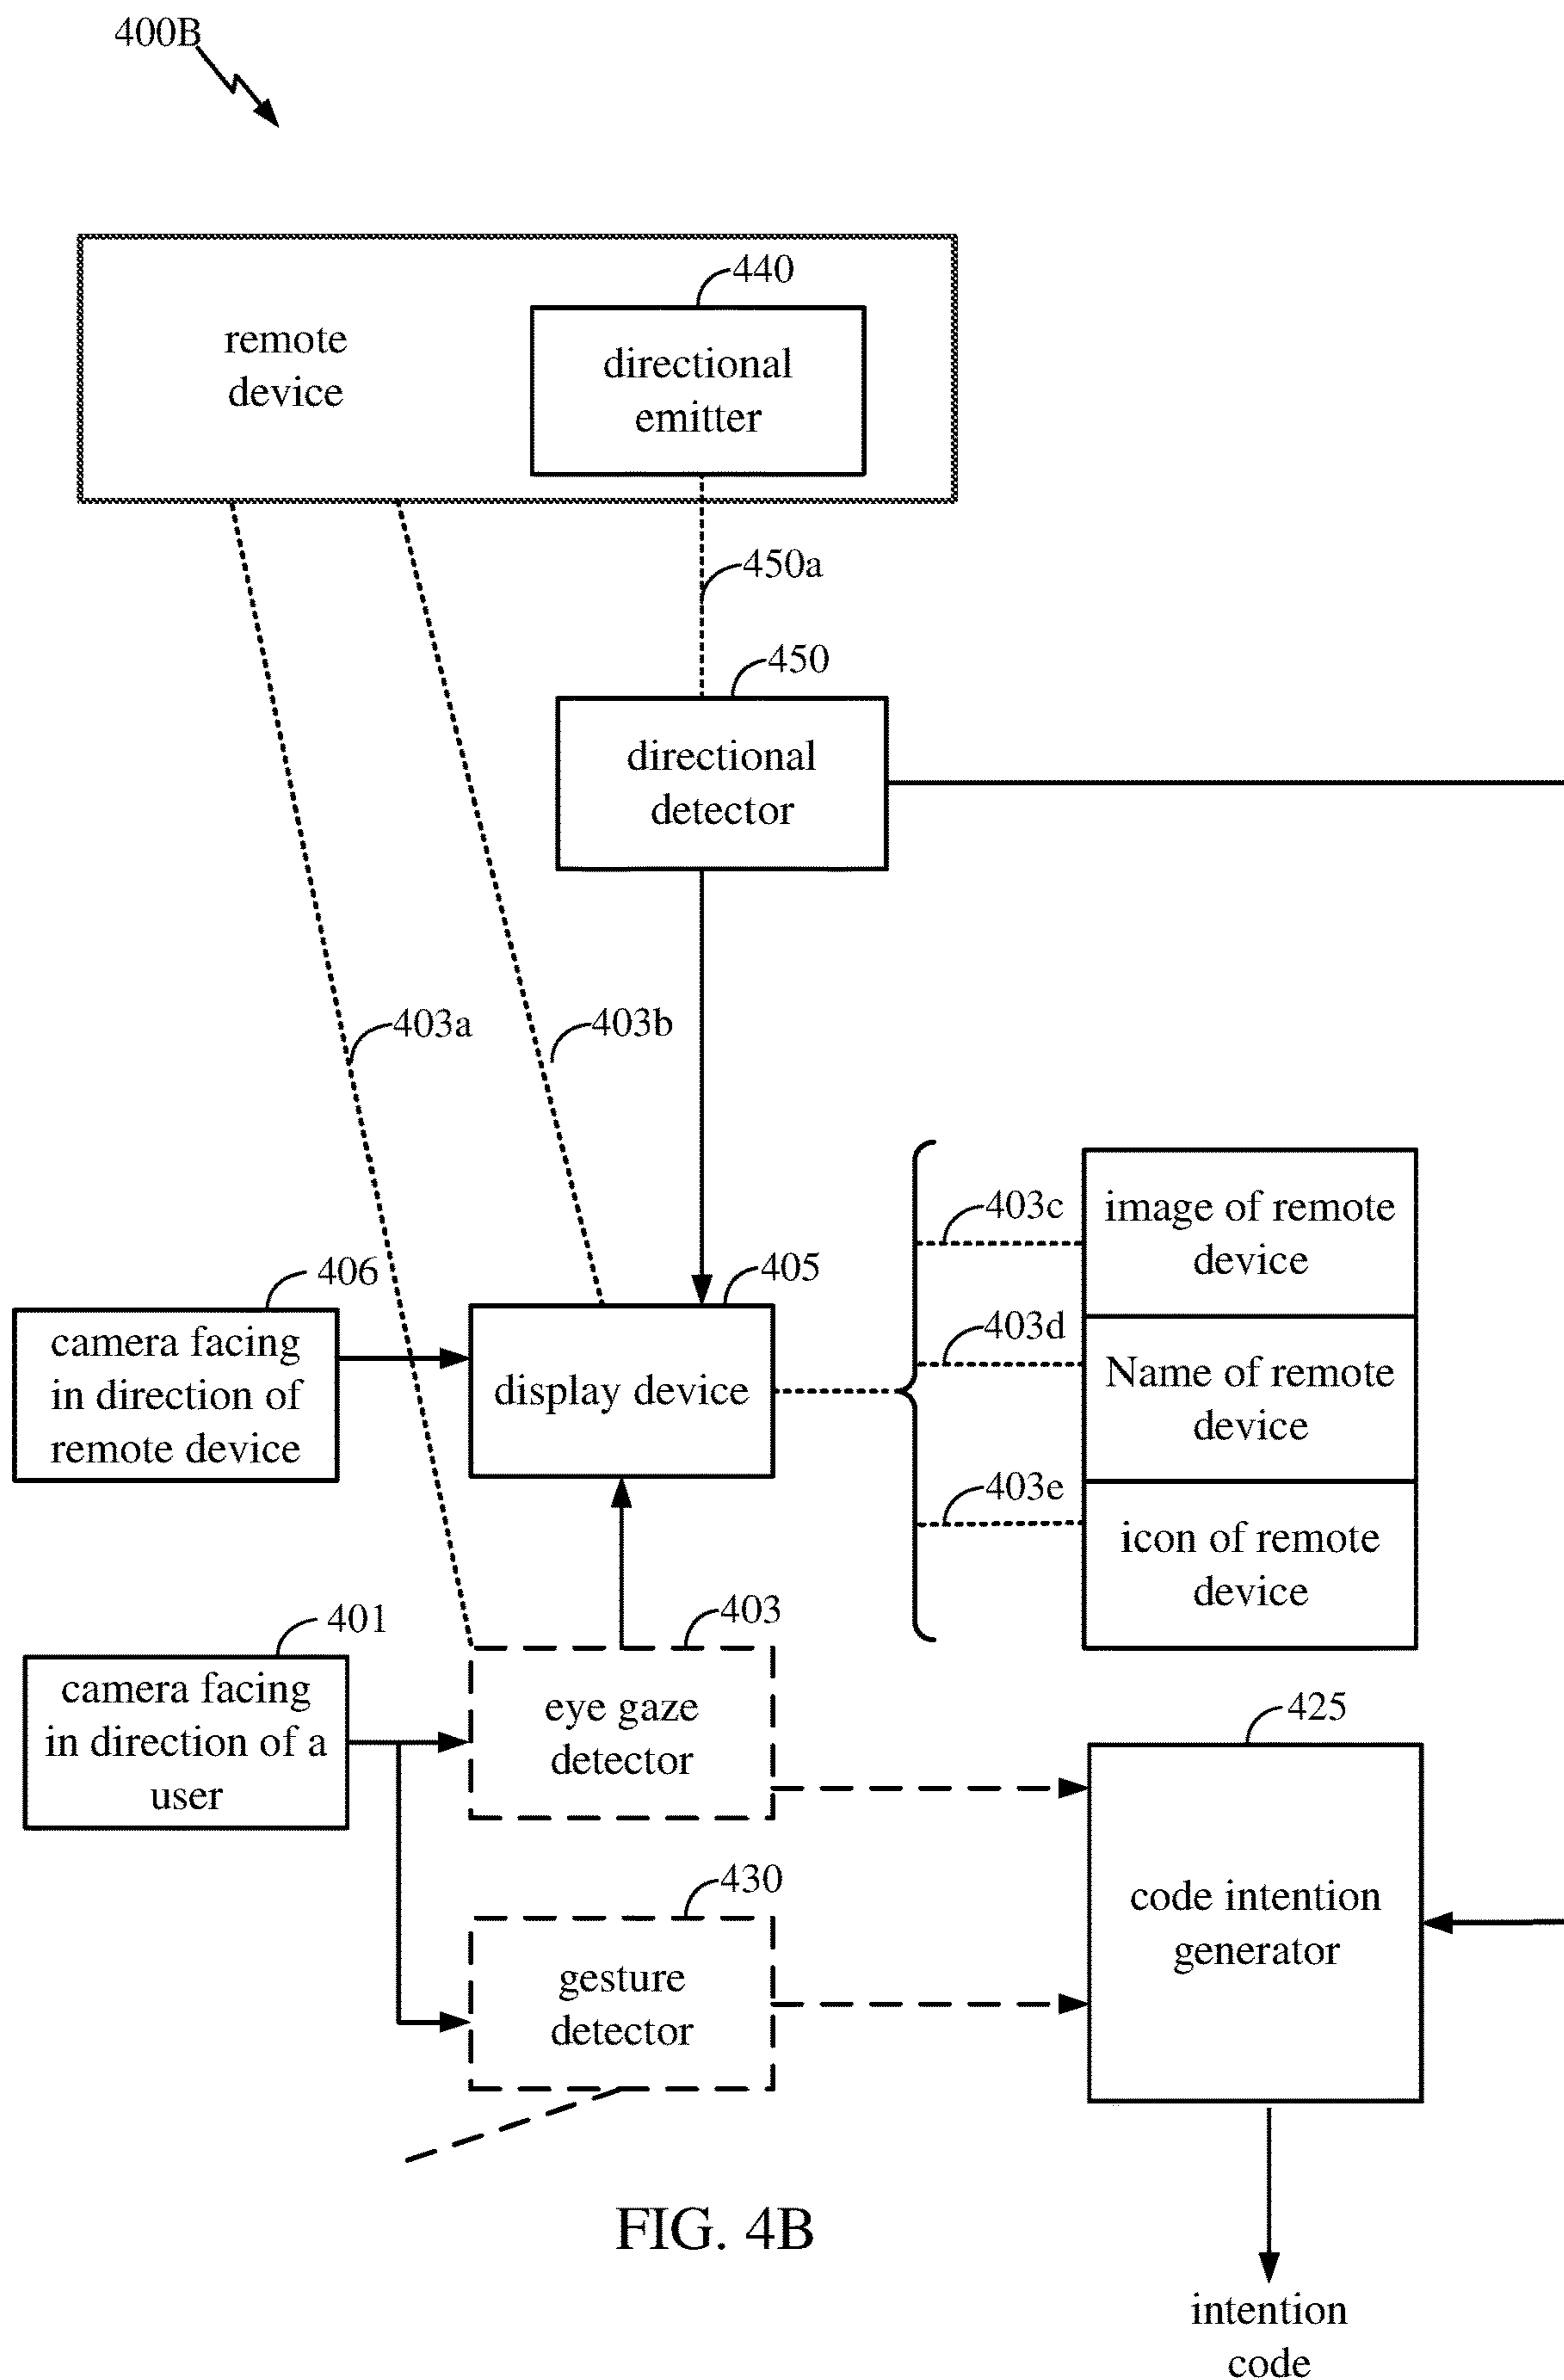 400B
440
remote
device
directional
emitter
450a
450
directional
detector
403a
403b
403c
image of remote
device
406
405
camera facing
in direction of
remote device
display device
403d
Name of remote
device
403e
icon of remote
device
401
403
camera facing
in direction of a
user
eye gaze
detector
425
430
code intention
generator
gesture
detector
FIG. 4B
intention
code